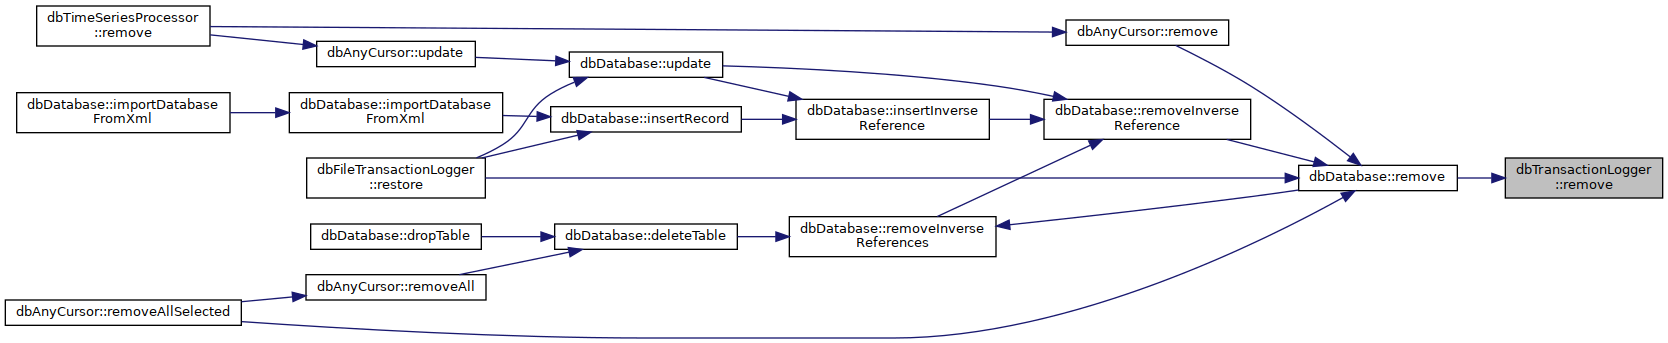 dbTimeSeriesProcessor
::remove
dbAnyCursor::remove
dbAnyCursor::update
dbDatabase::update
dbDatabase::importDatabase
FromXml
dbDatabase::importDatabase
FromXml
dbDatabase::insertRecord
dbDatabase::insertInverse
Reference
dbDatabase::removeInverse
Reference
dbFileTransactionLogger
::restore
dbDatabase::remove
dbTransactionLogger
::remove
dbDatabase::dropTable
dbDatabase::deleteTable
dbDatabase::removeInverse
References
dbAnyCursor::removeAll
dbAnyCursor::removeAllSelected